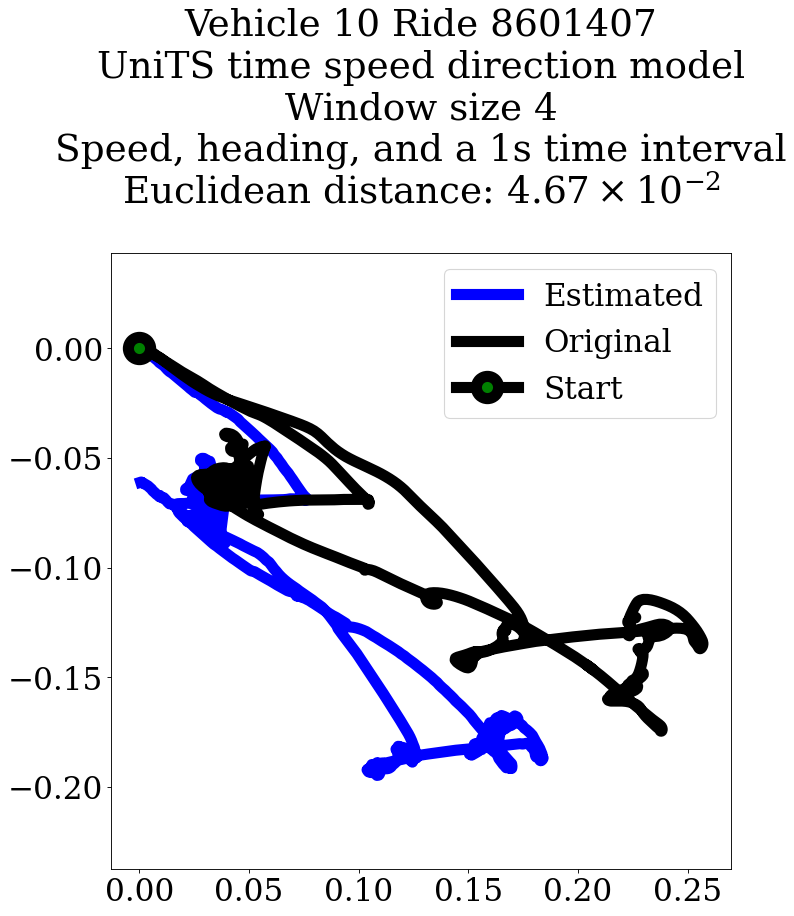 Vehicle 10 Ride 8601407
UniTS time speed direction model
Window size 4
Speed, heading, and a 1s time interval
Euclidean distance: 4.67 × 10⁻²
Estimated
Original
Start
0.00
−0.05
−0.10
−0.15
−0.20
0.00 0.05 0.10 0.15 0.20 0.25